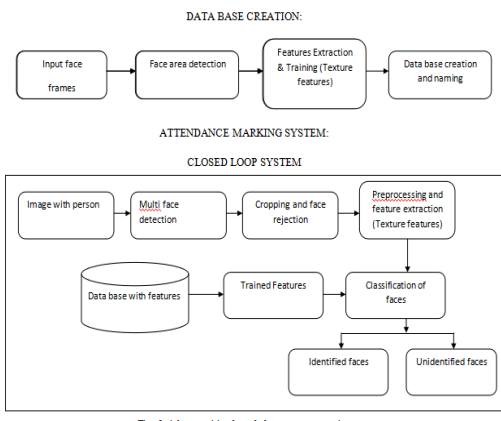 DATA BASE CREATION:
Input face
frames
Face area detection
Features Extraction
& Training (Texture
features)
Data base creation
and naming
ATTENDANCE MARKING SYSTEM:
CLOSED LOOP SYSTEM
Image with person
Multi face
detection
Cropping and face
rejection
Preprocessing and
feature extraction
(Texture features)
Data base with features
Trained Features
Classification of
faces
Identified faces
Unidentified faces